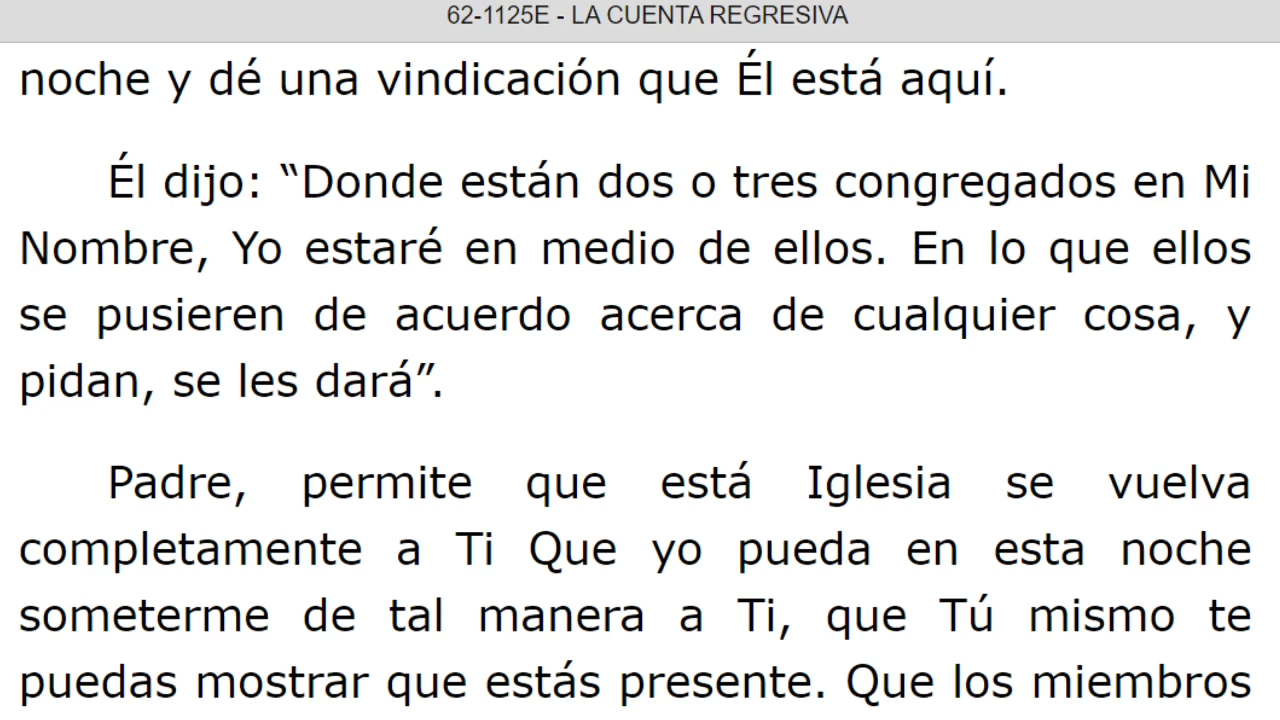 62-1125E - LA CUENTA REGRESIVA
noche y dé una vindicación que Él está aquí.
Él dijo: “Donde están dos o tres congregados en Mi
Nombre, Yo estaré en medio de ellos. En lo que ellos
se pusieren de acuerdo acerca de cualquier cosa, y
pidan, se les dará”.
Padre, permite que está Iglesia se vuelva
completamente a Ti Que yo pueda en esta noche
someterme de tal manera a Ti, que Tú mismo te
puedas mostrar que estás presente. Que los miembros